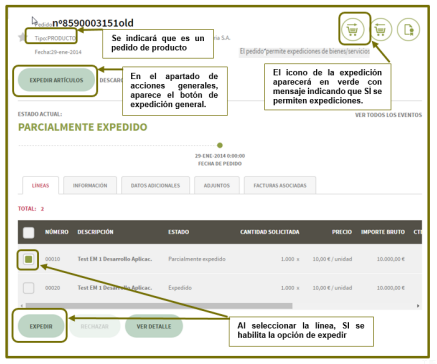 Pedido nº8590003151old
Tipo:PRODUCTO
Fecha:29-ene-2014
Se indicará que es un
pedido de producto
ia S.A.
El pedido*permite expediciones de bienes/servicios
EXPEDIR ARTÍCULOS
DESCAR
En el apartado de
acciones generales,
aparece el botón de
expedición general.
El icono de la expedición
aparecerá en verde con
mensaje indicando que SI se
permiten expediciones.
ESTADO ACTUAL:
VER TODOS LOS EVENTOS
PARCIALMENTE EXPEDIDO
29-ENE-2014 0:00:00
FECHA DE PEDIDO
LÍNEAS INFORMACIÓN DATOS ADICIONALES ADJUNTOS FACTURAS ASOCIADAS
TOTAL: 2
NÚMERO DESCRIPCIÓN ESTADO CANTIDAD SOLICITADA PRECIO IMPORTE BRUTO CTI
00010 Test EM 1 Desarrollo Aplicac. Parcialmente expedido 1.000 x 10,00 € / unidad 10.000,00 €
00020 Test EM 1 Desarrollo Aplicac. Expedido 1.000 x 10,00 € / unidad 10.000,00 €
EXPEDIR RECHAZAR VER DETALLE
Al seleccionar la línea, SI se
habilita la opción de expedir